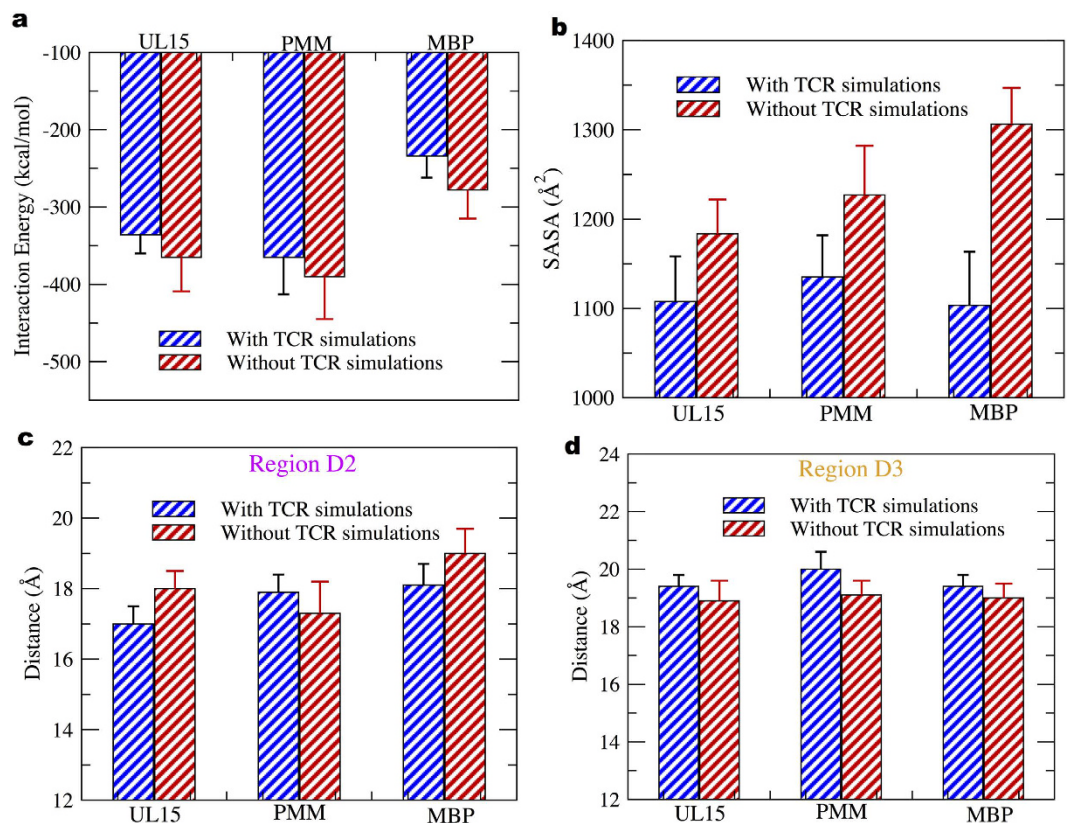 a
UL15 PMM MBP
-100
-200
-300
-400
-500
Interaction Energy (kcal/mol)
With TCR simulations
Without TCR simulations
b
1400
1300
1200
1100
1000
SASA (Å²)
With TCR simulations
Without TCR simulations
UL15 PMM MBP
c
Region D2
22
20
18
16
14
12
Distance (Å)
With TCR simulations
Without TCR simulations
UL15 PMM MBP
d
Region D3
24
22
20
18
16
14
12
Distance (Å)
With TCR simulations
Without TCR simulations
UL15 PMM MBP